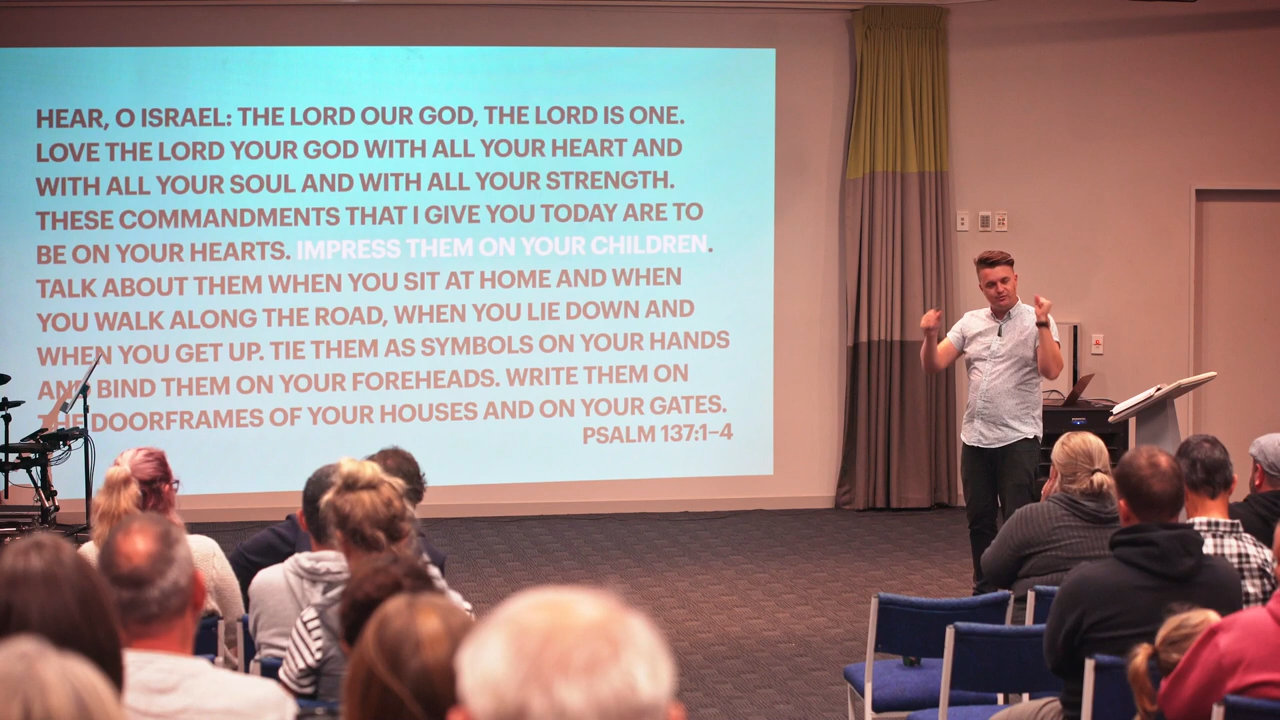 HEAR, O ISRAEL: THE LORD OUR GOD, THE LORD IS ONE.
LOVE THE LORD YOUR GOD WITH ALL YOUR HEART AND
WITH ALL YOUR SOUL AND WITH ALL YOUR STRENGTH.
THESE COMMANDMENTS THAT I GIVE YOU TODAY ARE TO
BE ON YOUR HEARTS. IMPRESS THEM ON YOUR CHILDREN.
TALK ABOUT THEM WHEN YOU SIT AT HOME AND WHEN
YOU WALK ALONG THE ROAD, WHEN YOU LIE DOWN AND
WHEN YOU GET UP. TIE THEM AS SYMBOLS ON YOUR HANDS
AND BIND THEM ON YOUR FOREHEADS. WRITE THEM ON
THE DOORFRAMES OF YOUR HOUSES AND ON YOUR GATES.
PSALM 137:1–4